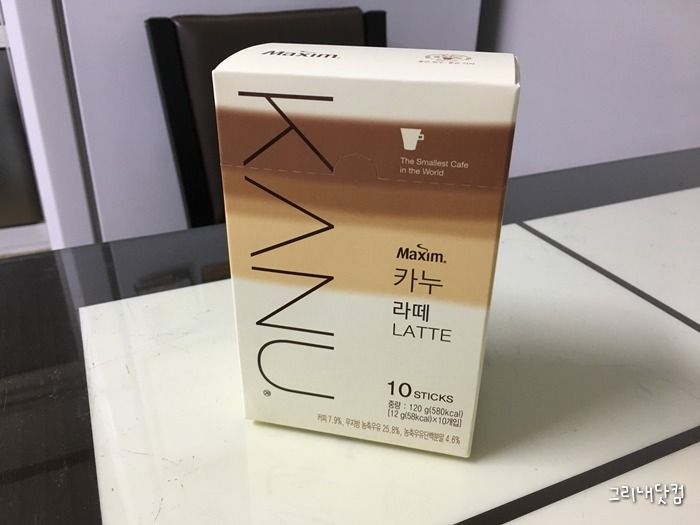 Maxim.
KANU®
The Smallest Cafe
in the World
Maxim.
카누
라떼
LATTE
10 STICKS
중량 : 120 g(580kcal)
[12 g(58kcal)×10개입]
커피 7.9%, 무지방 농축우유 25.8%, 농축우유단백분말 4.6%
그리내닷컴